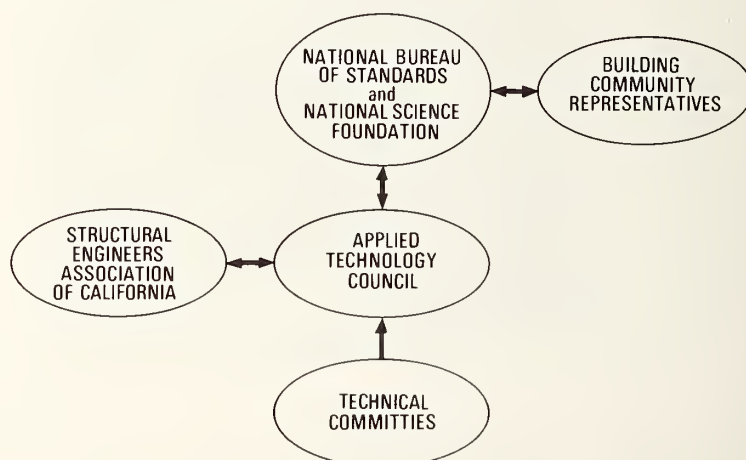 NATIONAL BUREAU
OF STANDARDS
and
NATIONAL SCIENCE
FOUNDATION
BUILDING
COMMUNITY
REPRESENTATIVES
STRUCTURAL
ENGINEERS
ASSOCIATION
OF CALIFORNIA
APPLIED
TECHNOLOGY
COUNCIL
TECHNICAL
COMMITTIES